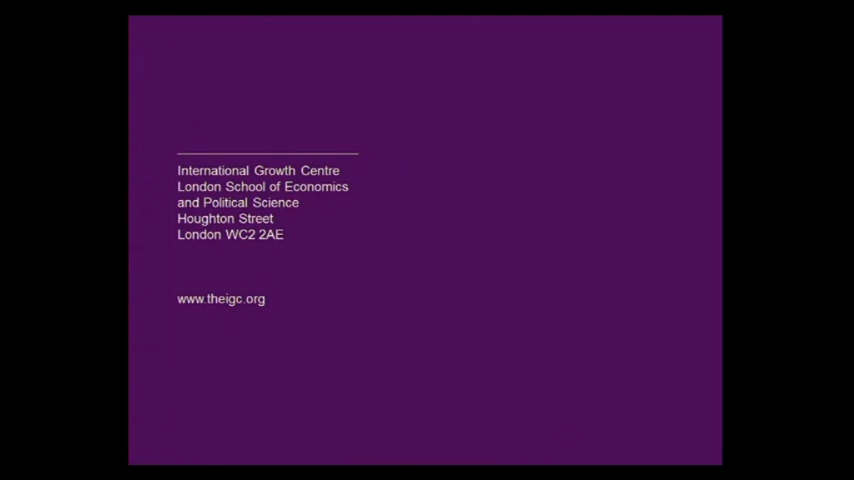 International Growth Centre
London School of Economics
and Political Science
Houghton Street
London WC2 2AE
www.theigc.org